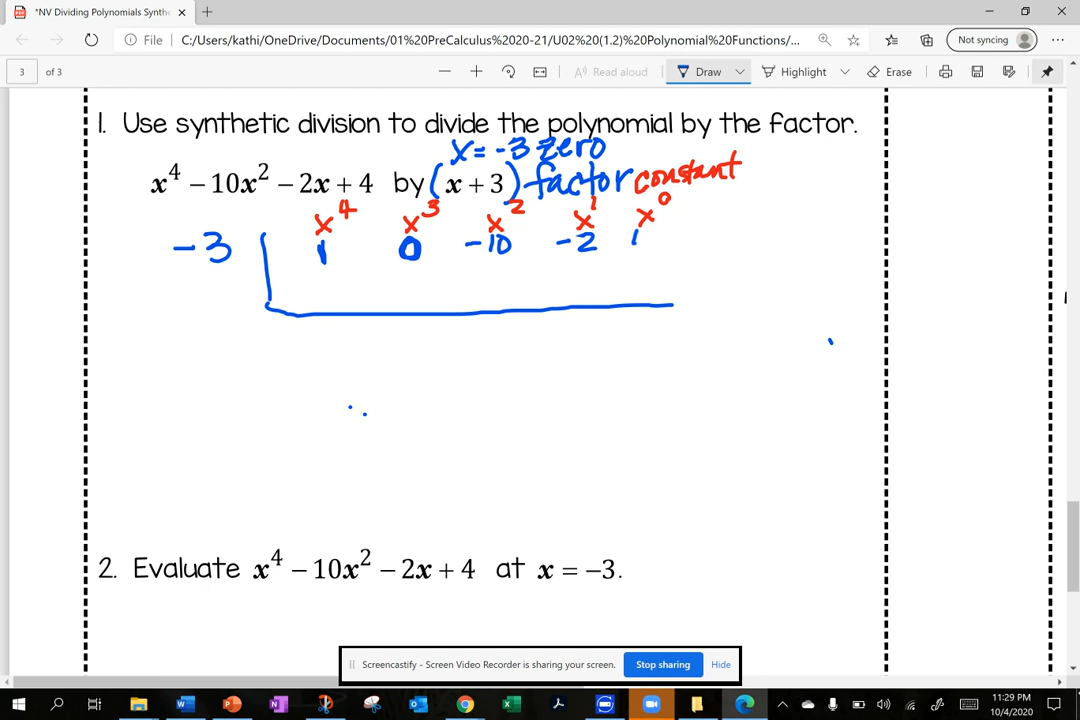 *NV Dividing Polynomials Synthe
File
C:/Users/kathi/OneDrive/Documents/01%20PreCalculus%2020-21/U02%20(1.2)%20Polynomial%20Functions/...
Not syncing
3 of 3
Read aloud
Draw
Highlight
Erase
1. Use synthetic division to divide the polynomial by the factor.
x = -3 zero
x⁴ − 10x² − 2x + 4 by (x + 3) factor constant
x⁴ x³ x² x¹ x⁰
-3 1 0 -10 -2
2. Evaluate x⁴ − 10x² − 2x + 4 at x = −3.
Screencastify - Screen Video Recorder is sharing your screen.
Stop sharing
Hide
11:29 PM
10/4/2020